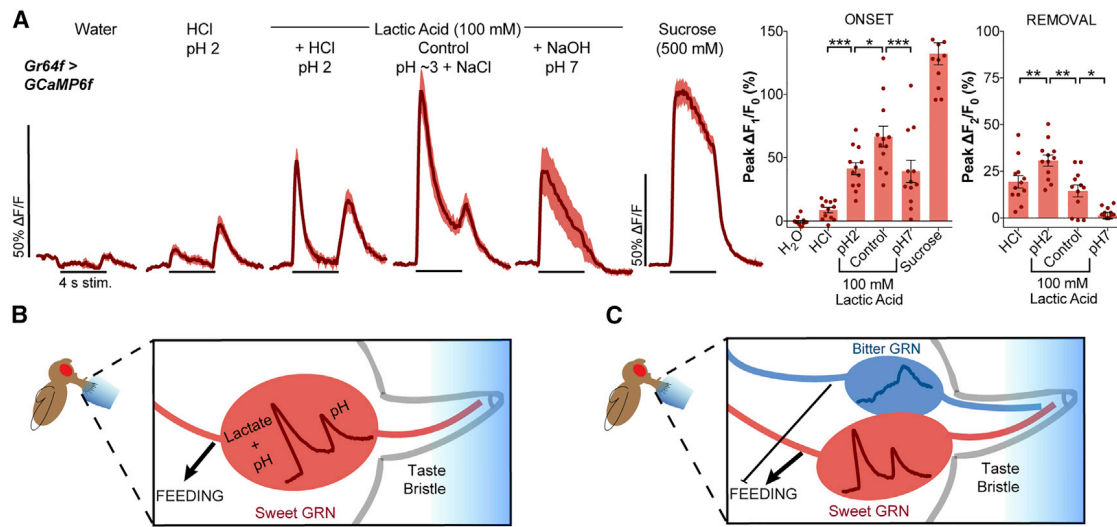 A
Water
HCl
pH 2
Lactic Acid (100 mM)
+ HCl
pH 2
Control
pH ~3 + NaCl
+ NaOH
pH 7
Sucrose
(500 mM)
Gr64f >
GCaMP6f
50% ΔF/F
4 s stim.
50% ΔF/F
ONSET
Peak ΔF1/F0 (%)
150
100
50
0
*** * ***
H2O
HCl
pH2
Control
pH7
Sucrose
100 mM
Lactic Acid
REMOVAL
Peak ΔF2/F0 (%)
100
75
50
25
0
** ** *
HCl
pH2
Control
pH7
100 mM
Lactic Acid
B
Lactate
+
pH
pH
FEEDING
Sweet GRN
Taste
Bristle
C
Bitter GRN
FEEDING
Sweet GRN
Taste
Bristle